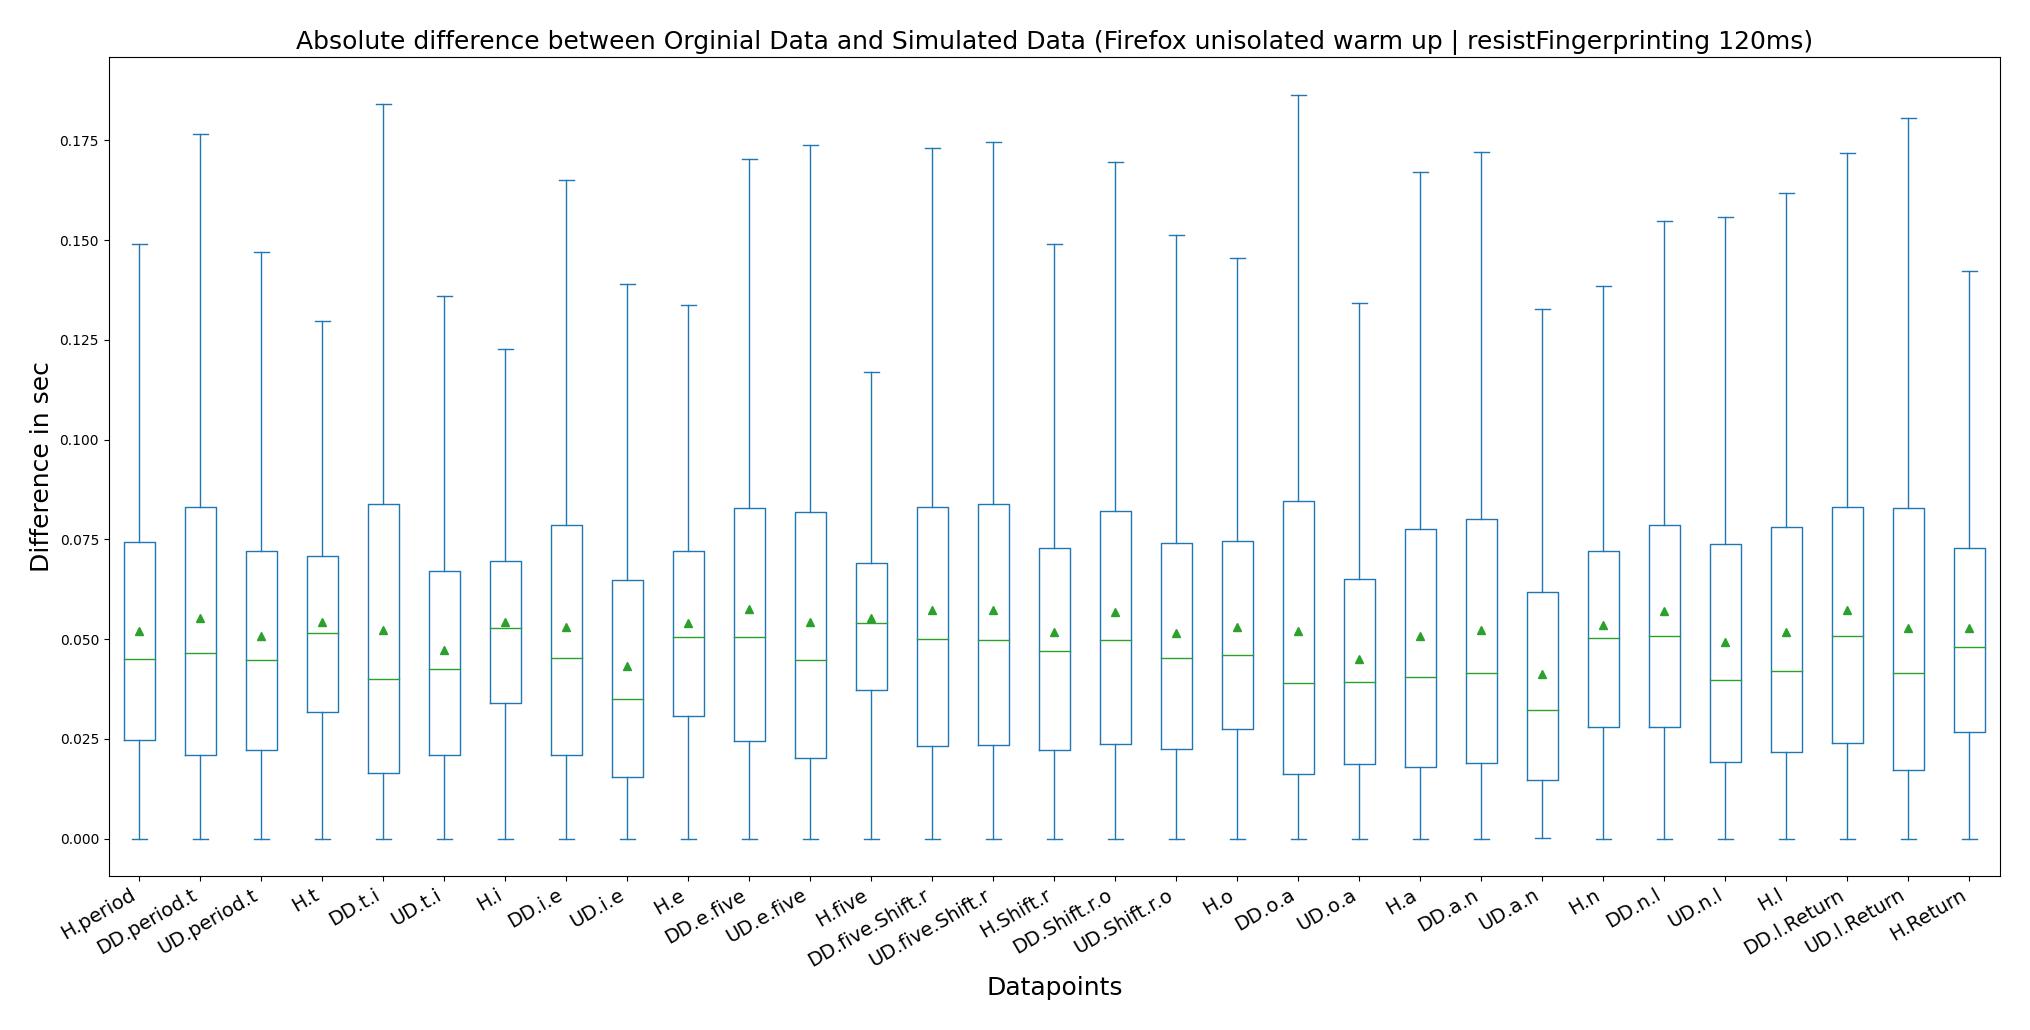 Absolute difference between Orginial Data and Simulated Data (Firefox unisolated warm up | resistFingerprinting 120ms)
Difference in sec
0.175
0.150
0.125
0.100
0.075
0.050
0.025
0.000
H.period
DD.period.t
UD.period.t
H.t
DD.t.i
UD.t.i
H.i
DD.i.e
UD.i.e
H.e
DD.e.five
UD.e.five
H.five
DD.five.Shift.r
UD.five.Shift.r
H.Shift.r
DD.Shift.r.o
UD.Shift.r.o
H.o
DD.o.a
UD.o.a
H.a
DD.a.n
UD.a.n
H.n
DD.n.l
UD.n.l
H.l
DD.l.Return
UD.l.Return
H.Return
Datapoints